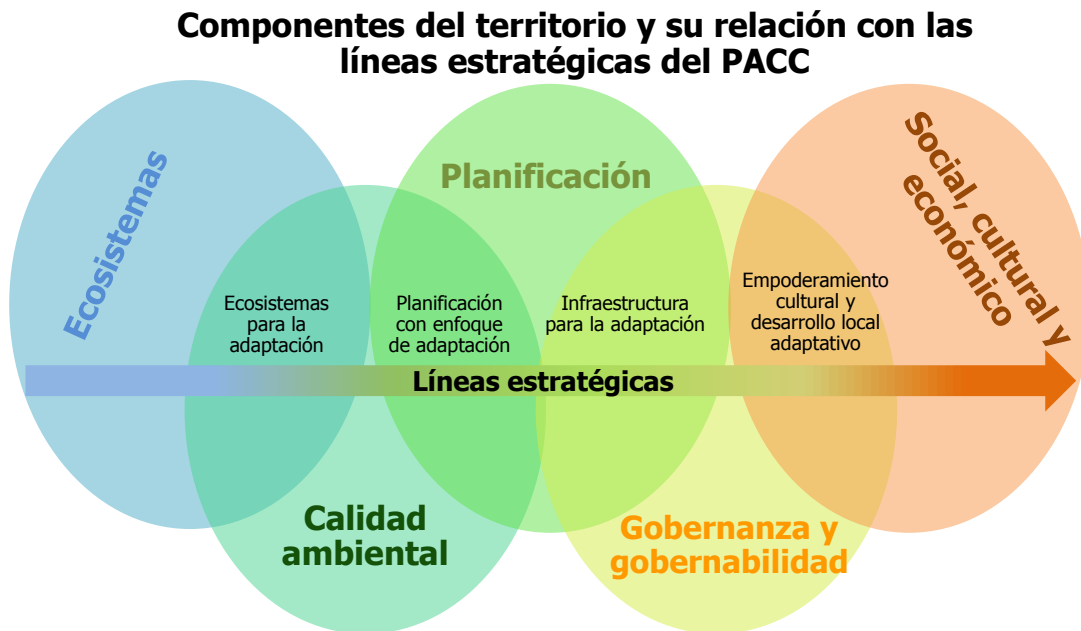 Componentes del territorio y su relación con las
líneas estratégicas del PACC
Ecosistemas
Planificación
Social, cultural y
económico
Ecosistemas
para la
adaptación
Planificación
con enfoque
de adaptación
Infraestructura
para la adaptación
Empoderamiento
cultural y
desarrollo local
adaptativo
Líneas estratégicas
Calidad
ambiental
Gobernanza y
gobernabilidad